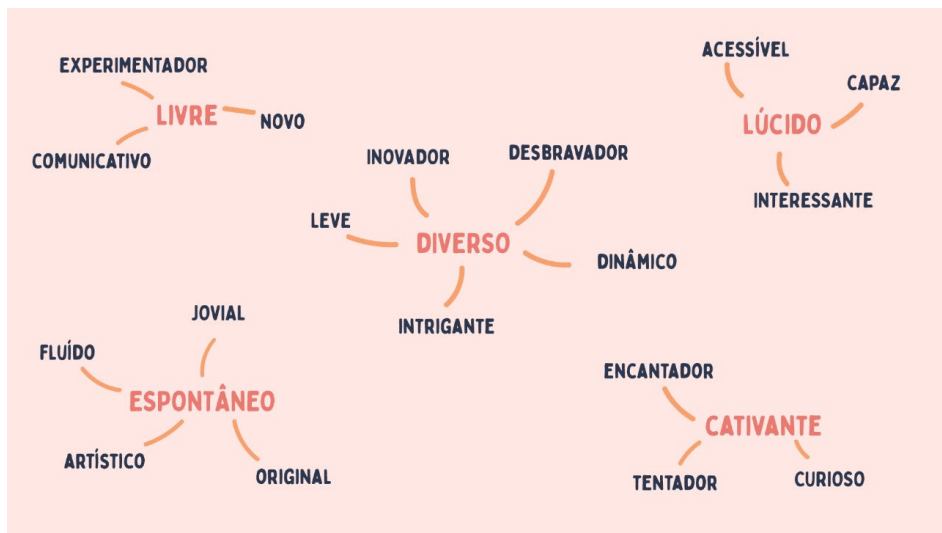 EXPERIMENTADOR
LIVRE
NOVO
COMUNICATIVO
ACESSÍVEL
CAPAZ
LÚCIDO
INTERESSANTE
INOVADOR
DESBRAVADOR
LEVE
DIVERSO
DINÂMICO
INTRIGANTE
JOVIAL
FLUÍDO
ESPONTÂNEO
ARTÍSTICO
ORIGINAL
ENCANTADOR
CATIVANTE
TENTADOR
CURIOSO